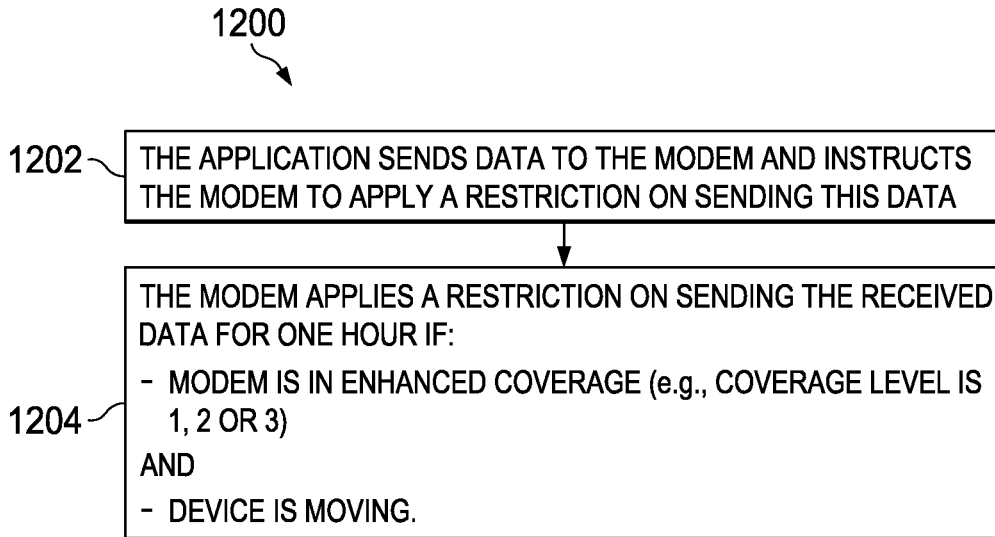 1200
1202
THE APPLICATION SENDS DATA TO THE MODEM AND INSTRUCTS
THE MODEM TO APPLY A RESTRICTION ON SENDING THIS DATA
1204
THE MODEM APPLIES A RESTRICTION ON SENDING THE RECEIVED
DATA FOR ONE HOUR IF:
- MODEM IS IN ENHANCED COVERAGE (e.g., COVERAGE LEVEL IS
1, 2 OR 3)
AND
- DEVICE IS MOVING.